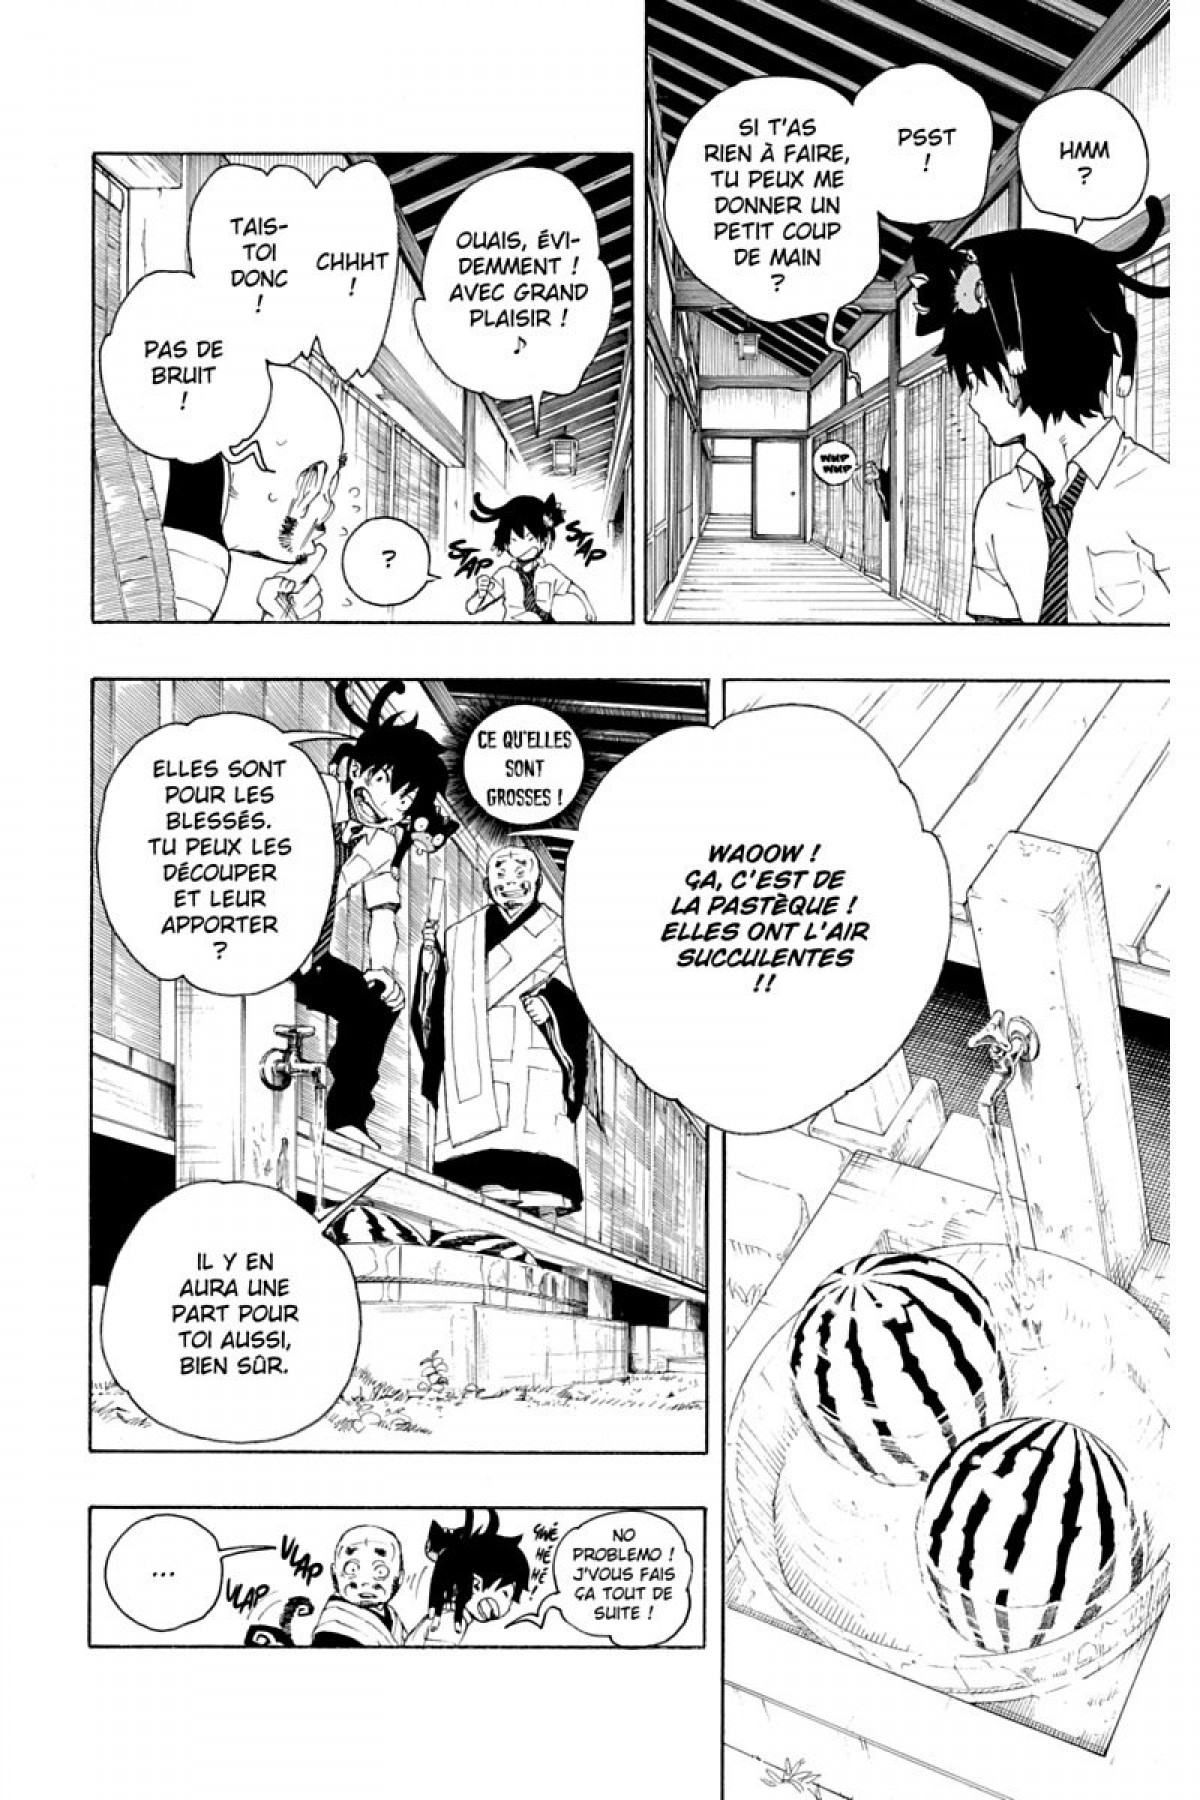 HMM
?
PSST
!
SI T'AS
RIEN À FAIRE,
TU PEUX ME
DONNER UN
PETIT COUP
DE MAIN
?
WUP
WUP
OUAIS, ÉVI-
DEMMENT !
AVEC GRAND
PLAISIR !
♪
STAP
STAP
CHHHT
!
TAIS-
TOI
DONC
!
PAS DE
BRUIT
!
?
WAOOW !
ÇA, C'EST DE
LA PASTÈQUE !
ELLES ONT L'AIR
SUCCULENTES
!!
CE QU'ELLES
SONT
GROSSES !
ELLES SONT
POUR LES
BLESSÉS.
TU PEUX LES
DÉCOUPER
ET LEUR
APPORTER
?
IL Y EN
AURA UNE
PART POUR
TOI AUSSI,
BIEN SÛR.
NO
PROBLEMO !
J'VOUS FAIS
ÇA TOUT DE
SUITE !
HÉ
HÉ !
VLAP
VLAP
...